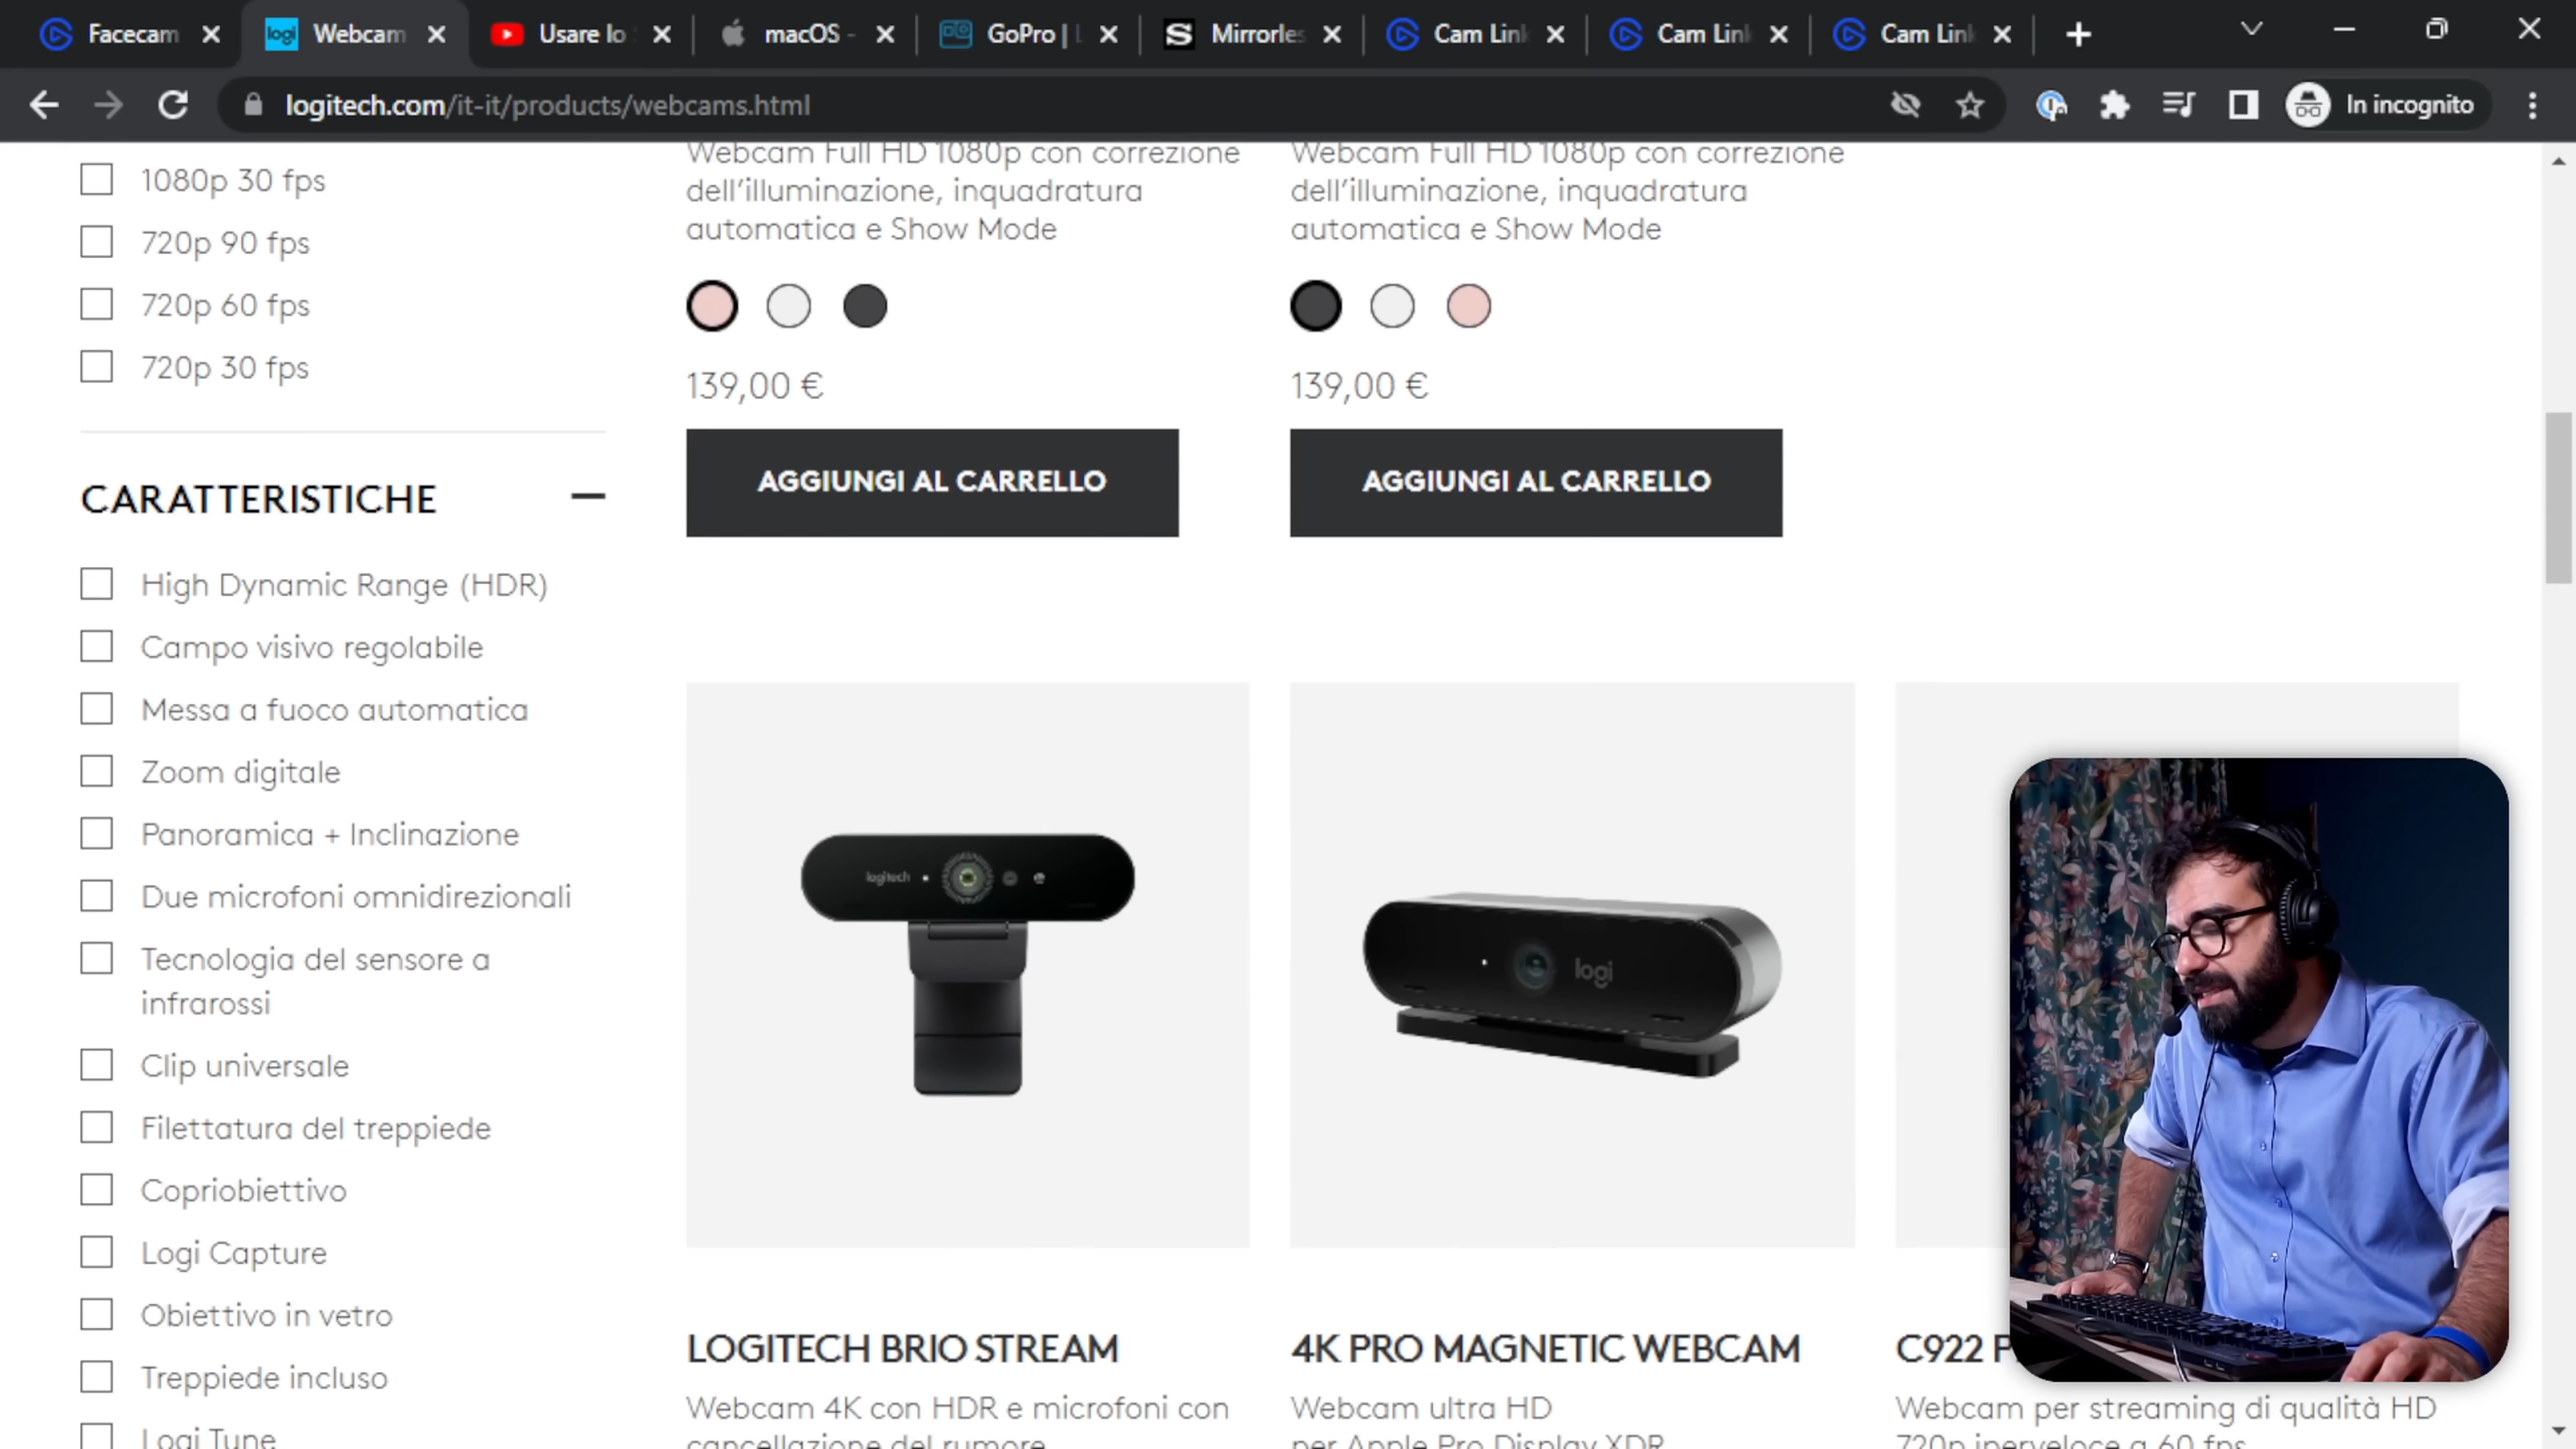 Facecam
Webcam
Usare lo
macOS -
GoPro |
Mirrorles
Cam Link
Cam Link
Cam Link
logitech.com/it-it/products/webcams.html
In incognito
1080p 30 fps
720p 90 fps
720p 60 fps
720p 30 fps
CARATTERISTICHE
High Dynamic Range (HDR)
Campo visivo regolabile
Messa a fuoco automatica
Zoom digitale
Panoramica + Inclinazione
Due microfoni omnidirezionali
Tecnologia del sensore a
infrarossi
Clip universale
Filettatura del treppiede
Copriobiettivo
Logi Capture
Obiettivo in vetro
Treppiede incluso
Logi Tune
Webcam Full HD 1080p con correzione
dell'illuminazione, inquadratura
automatica e Show Mode
139,00 €
AGGIUNGI AL CARRELLO
Webcam Full HD 1080p con correzione
dell'illuminazione, inquadratura
automatica e Show Mode
139,00 €
AGGIUNGI AL CARRELLO
logitech
LOGITECH BRIO STREAM
Webcam 4K con HDR e microfoni con
cancellazione del rumore
logi
4K PRO MAGNETIC WEBCAM
Webcam ultra HD
per Apple Pro Display XDR
C922 P
Webcam per streaming di qualità HD
720p iperveloce a 60 fps